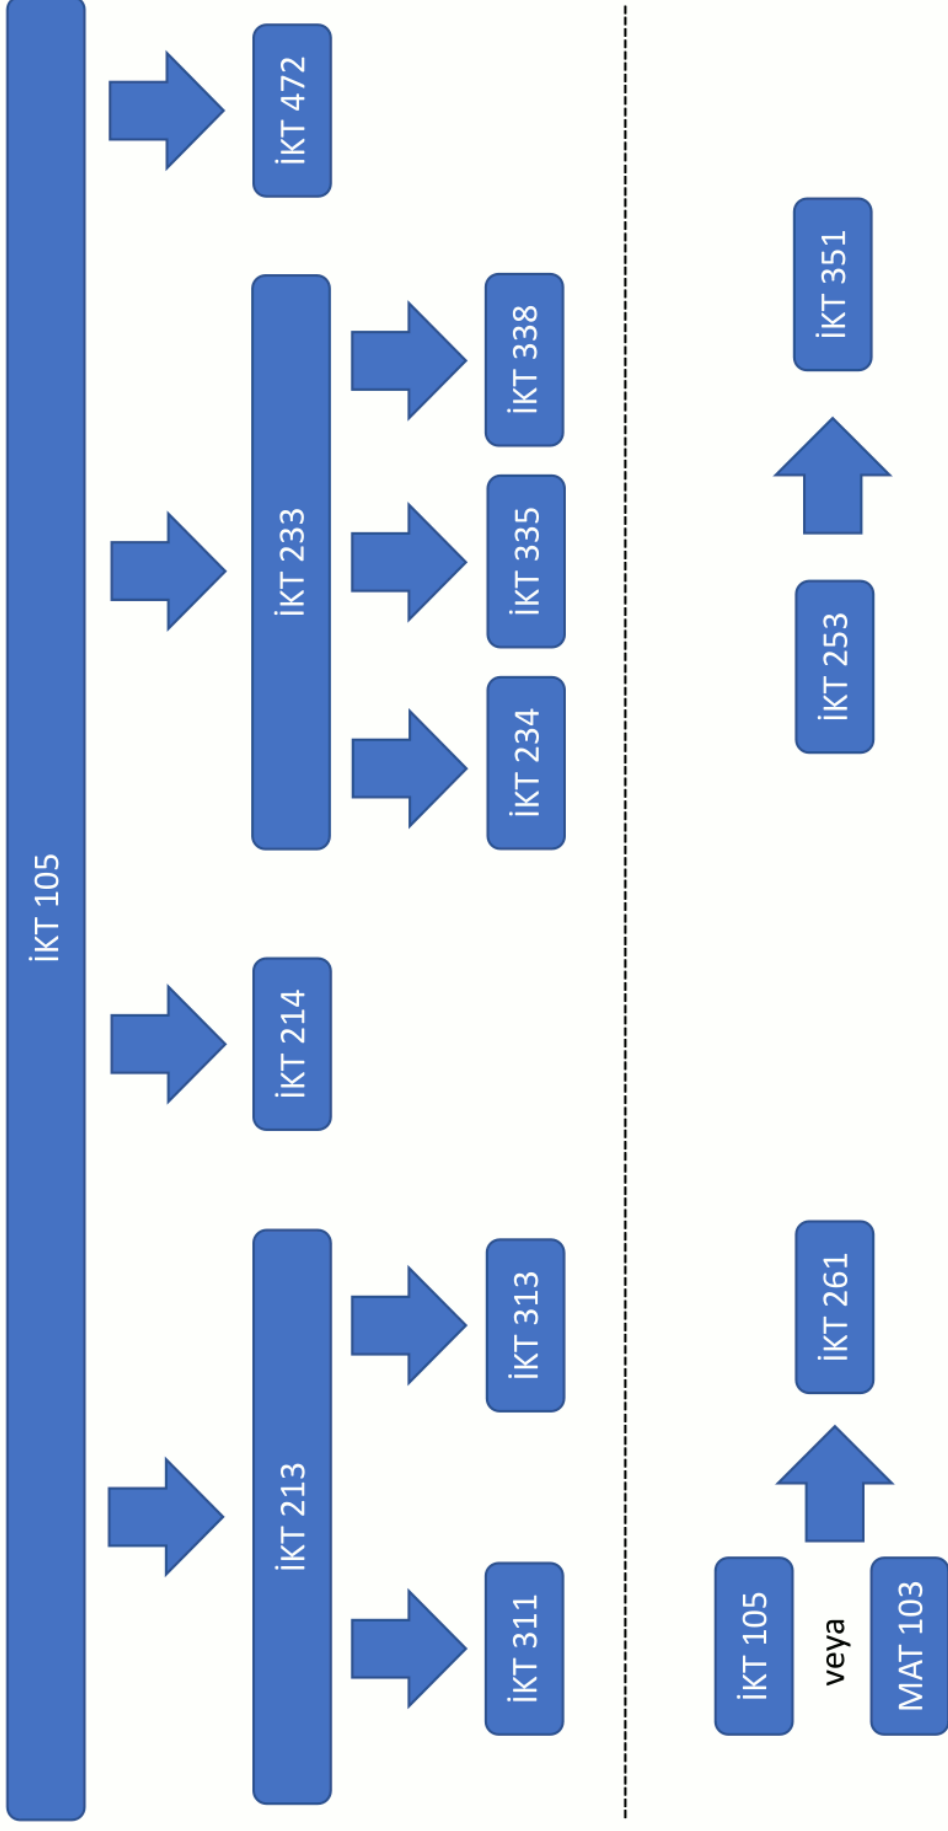 İKT 105
İKT 213
İKT 214
İKT 233
İKT 472
İKT 311
İKT 313
İKT 234
İKT 335
İKT 338
İKT 105
veya
MAT 103
İKT 261
İKT 253
İKT 351